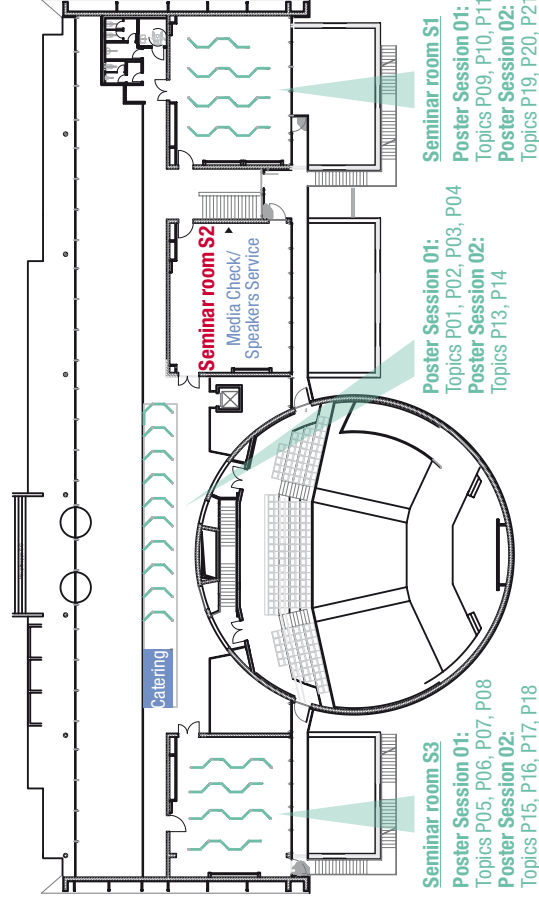 Seminar room S3
Poster Session 01:
Topics P05, P06, P07, P08
Poster Session 02:
Topics P15, P16, P17, P18
Catering
Poster Session 01:
Topics P01, P02, P03, P04
Poster Session 02:
Topics P13, P14
Seminar room S2
Media Check/
Speakers Service
Seminar room S1
Poster Session 01:
Topics P09, P10, P11
Poster Session 02:
Topics P19, P20, P21